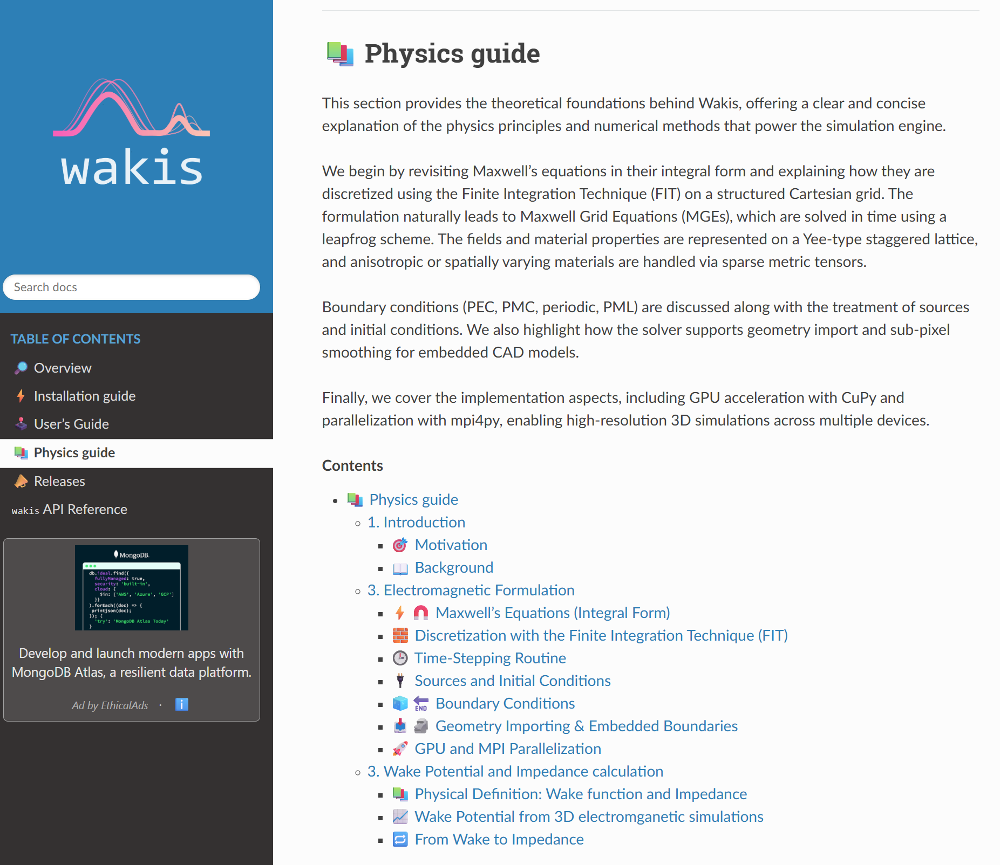 wakis
Search docs
TABLE OF CONTENTS
🔎 Overview
⚡ Installation guide
🕹️ User’s Guide
📚 Physics guide
📣 Releases
wakis API Reference
MongoDB.
db.ideal.find({
fullyManaged: true,
security: 'built-in',
cloud: {
$in: ['AWS', 'Azure', 'GCP']
}}
).forEach((doc) => {
printjson(doc);
}); {
'try': 'MongoDB Atlas Today'
}
Develop and launch modern apps with
MongoDB Atlas, a resilient data platform.
Ad by EthicalAds · ℹ️
📚 Physics guide
This section provides the theoretical foundations behind Wakis, offering a clear and concise
explanation of the physics principles and numerical methods that power the simulation engine.
We begin by revisiting Maxwell’s equations in their integral form and explaining how they are
discretized using the Finite Integration Technique (FIT) on a structured Cartesian grid. The
formulation naturally leads to Maxwell Grid Equations (MGEs), which are solved in time using a
leapfrog scheme. The fields and material properties are represented on a Yee-type staggered lattice,
and anisotropic or spatially varying materials are handled via sparse metric tensors.
Boundary conditions (PEC, PMC, periodic, PML) are discussed along with the treatment of sources
and initial conditions. We also highlight how the solver supports geometry import and sub-pixel
smoothing for embedded CAD models.
Finally, we cover the implementation aspects, including GPU acceleration with CuPy and
parallelization with mpi4py, enabling high-resolution 3D simulations across multiple devices.
Contents
• 📚 Physics guide
◦ 1. Introduction
▪ 🎯 Motivation
▪ 📖 Background
◦ 3. Electromagnetic Formulation
▪ ⚡ 🧲 Maxwell’s Equations (Integral Form)
▪ 🧱 Discretization with the Finite Integration Technique (FIT)
▪ 🕒 Time-Stepping Routine
▪ 🔌 Sources and Initial Conditions
▪ 🧊 🔚 Boundary Conditions
▪ 📥 🗿 Geometry Importing & Embedded Boundaries
▪ 🚀 GPU and MPI Parallelization
◦ 3. Wake Potential and Impedance calculation
▪ 📚 Physical Definition: Wake function and Impedance
▪ 📈 Wake Potential from 3D electromganetic simulations
▪ 🔁 From Wake to Impedance